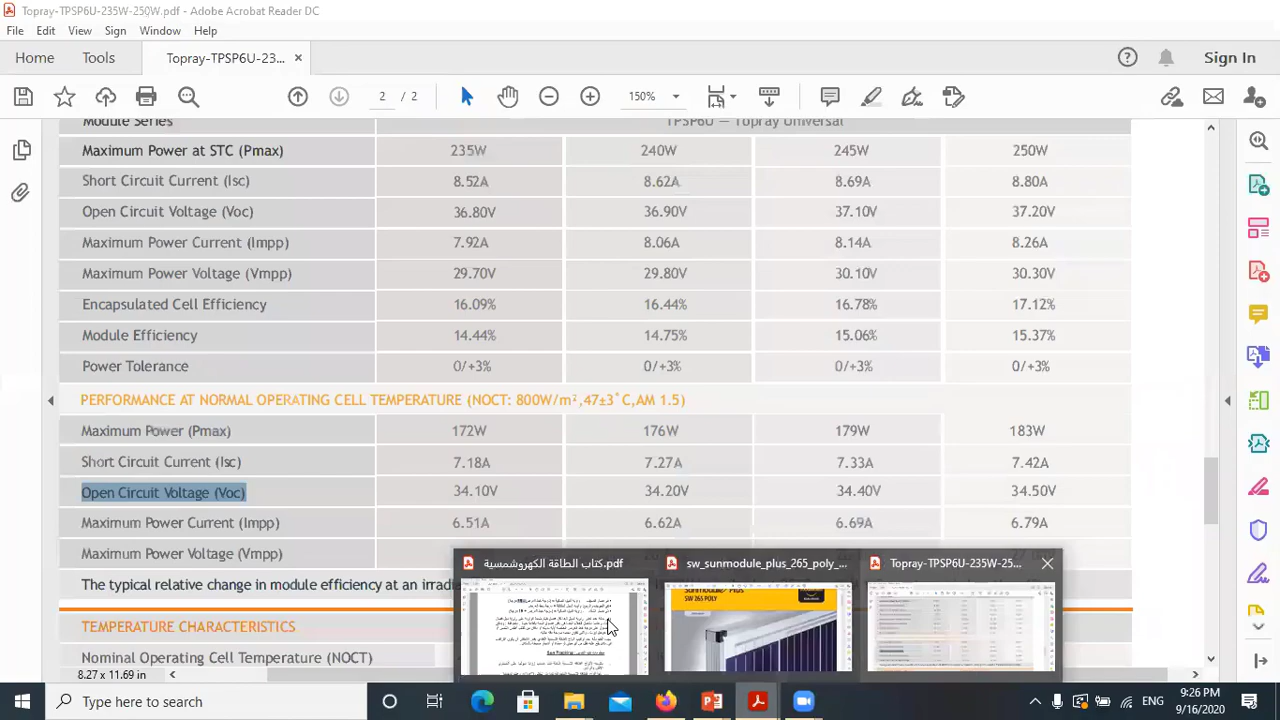 Topray-TPSP6U-235W-250W.pdf - Adobe Acrobat Reader DC
File Edit View Sign Window Help
Home Tools Topray-TPSP6U-23... × Sign In
2 / 2 150%
Module Series TPSP6U — Topray Universal
Maximum Power at STC (Pmax) 235W 240W 245W 250W
Short Circuit Current (Isc) 8.52A 8.62A 8.69A 8.80A
Open Circuit Voltage (Voc) 36.80V 36.90V 37.10V 37.20V
Maximum Power Current (Impp) 7.92A 8.06A 8.14A 8.26A
Maximum Power Voltage (Vmpp) 29.70V 29.80V 30.10V 30.30V
Encapsulated Cell Efficiency 16.09% 16.44% 16.78% 17.12%
Module Efficiency 14.44% 14.75% 15.06% 15.37%
Power Tolerance 0/+3% 0/+3% 0/+3% 0/+3%
PERFORMANCE AT NORMAL OPERATING CELL TEMPERATURE (NOCT: 800W/m²,47±3°C,AM 1.5)
Maximum Power (Pmax) 172W 176W 179W 183W
Short Circuit Current (Isc) 7.18A 7.27A 7.33A 7.42A
Open Circuit Voltage (Voc) 34.10V 34.20V 34.40V 34.50V
Maximum Power Current (Impp) 6.51A 6.62A 6.69A 6.79A
Maximum Power Voltage (Vmpp)
كتاب الطاقة الكهروشمسية.pdf sw_sunmodule_plus_265_poly_... Topray-TPSP6U-235W-25...
The typical relative change in module efficiency at an irradi
SW 265 POLY
TEMPERATURE CHARACTERISTICS
Nominal Operating Cell Temperature (NOCT)
8.27 x 11.69 in
Type here to search ENG 9:26 PM
9/16/2020